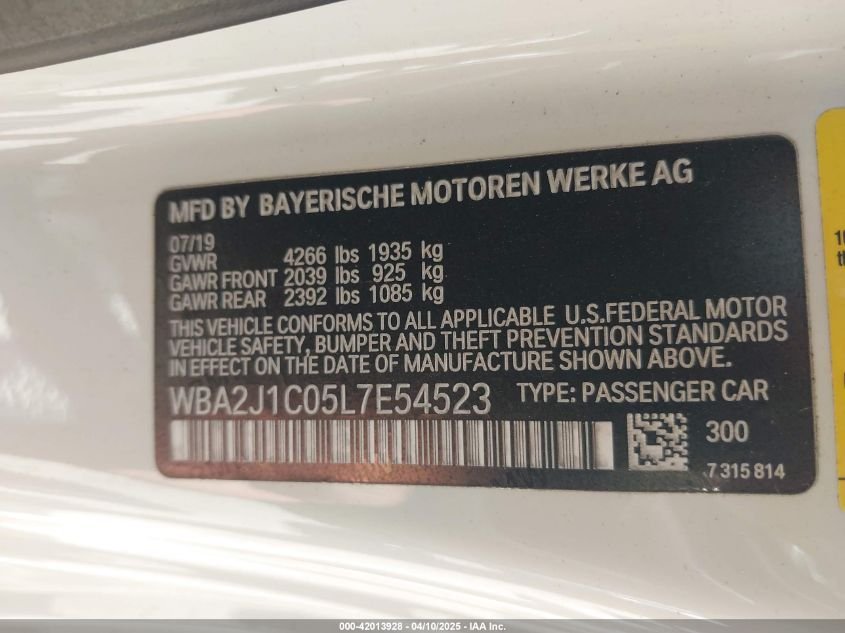 MFD BY BAYERISCHE MOTOREN WERKE AG
07/19
GVWR 4266 lbs 1935 kg
GAWR FRONT 2039 lbs 925 kg
GAWR REAR 2392 lbs 1085 kg
THIS VEHICLE CONFORMS TO ALL APPLICABLE U.S.FEDERAL MOTOR
VEHICLE SAFETY, BUMPER AND THEFT PREVENTION STANDARDS
IN EFFECT ON THE DATE OF MANUFACTURE SHOWN ABOVE.
WBA2J1C05L7E54523 TYPE: PASSENGER CAR
300
7 315 814
000-42013928 - 04/10/2025 - IAA Inc.